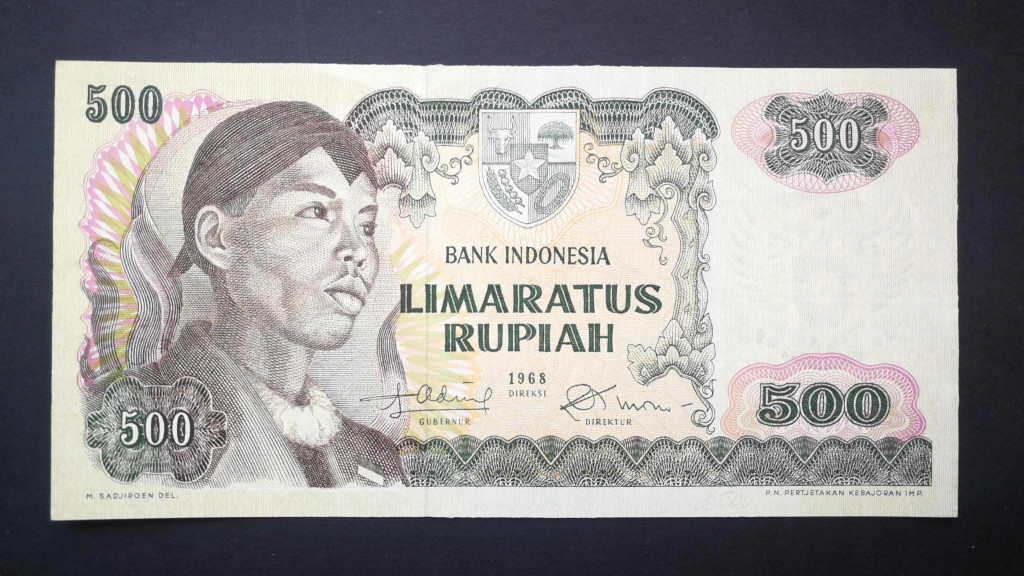 500
500
BANK INDONESIA
LIMARATUS
RUPIAH
1968
DIREKSI
GUBERNUR
DIREKTUR
500
500
M. SADJIROEN DEL.
P.N. PERTJETAKAN KEBAJORAN IMP.